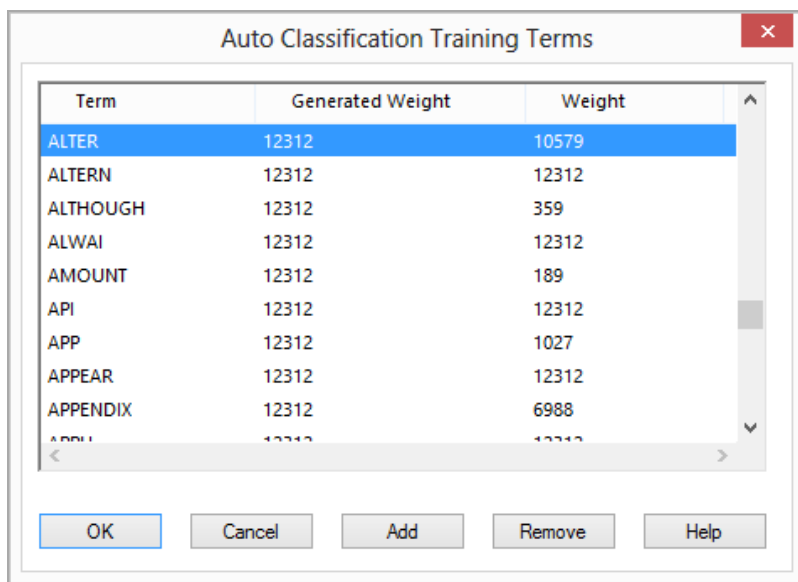 Auto Classification Training Terms
Term Generated Weight Weight
ALTER 12312 10579
ALTERN 12312 12312
ALTHOUGH 12312 359
ALWAI 12312 12312
AMOUNT 12312 189
API 12312 12312
APP 12312 1027
APPEAR 12312 12312
APPENDIX 12312 6988
12312 12312
OK Cancel Add Remove Help